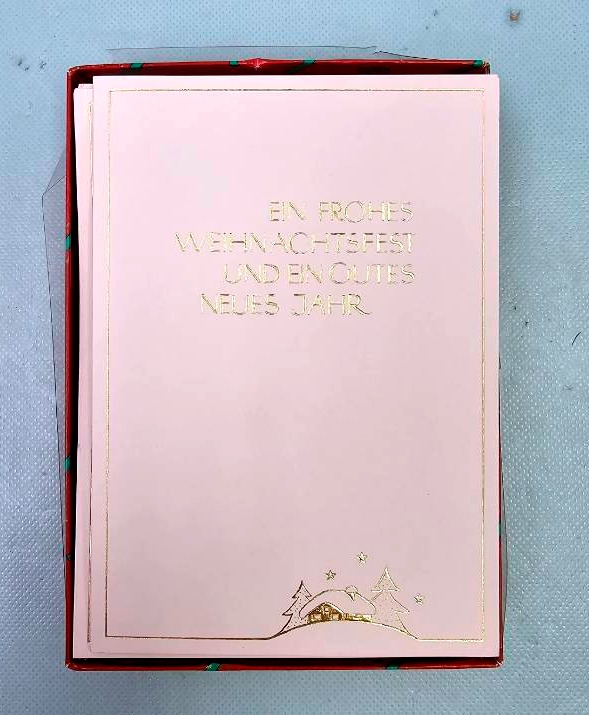 EIN FROHES
WEIHNACHTSFEST
UND EIN GUTES
NEUES JAHR